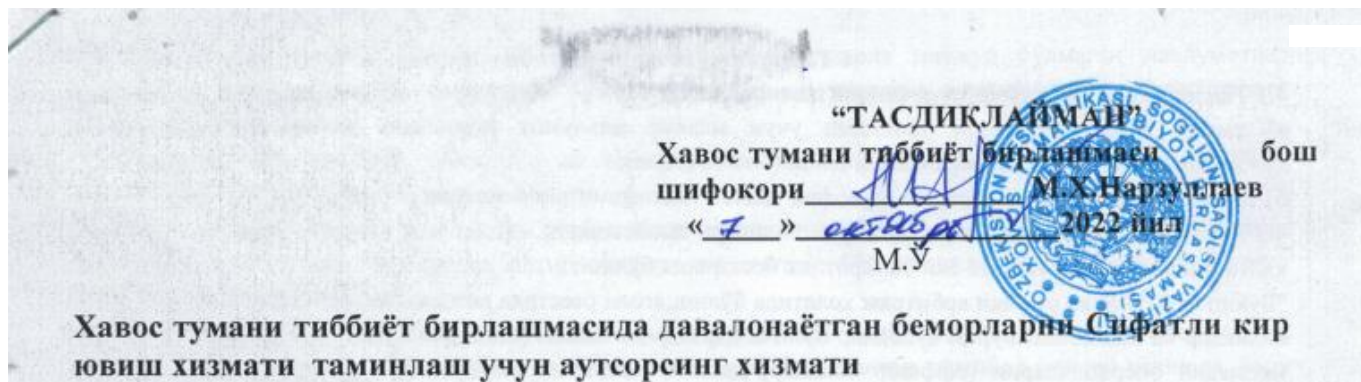 “ТАСДИҚЛАЙМАН”
Хавос тумани тиббиёт бирлашмаси бош
шифокори М.Х.Нарзуллаев
« 7 » октябрь 2022 йил
М.Ў
Хавос тумани тиббиёт бирлашмасида давалонаётган беморларни Сифатли кир
ювиш хизмати таминлаш учун аутсорсинг хизмати